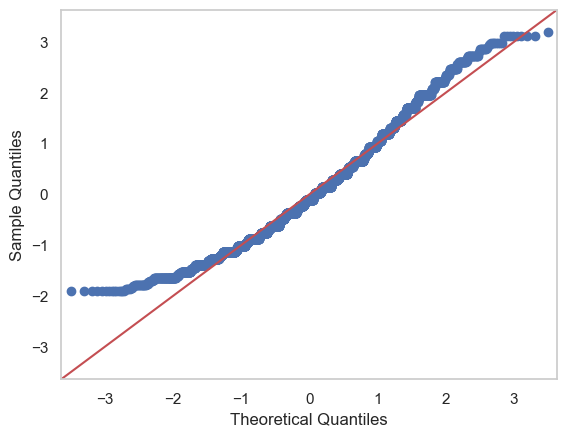 3
2
1
0
−1
−2
−3
Sample Quantiles
−3 −2 −1 0 1 2 3
Theoretical Quantiles